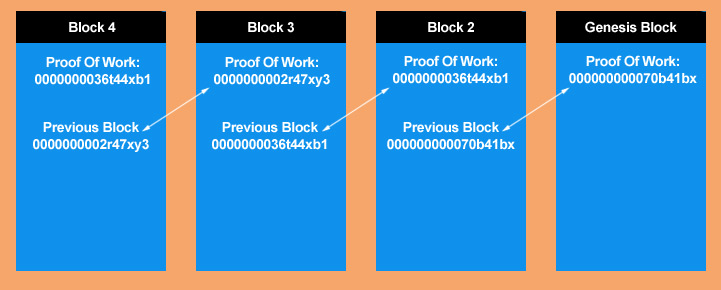 Block 4
Proof Of Work:
0000000036t44xb1
Previous Block
0000000002r47xy3
Block 3
Proof Of Work:
0000000002r47xy3
Previous Block
0000000036t44xb1
Block 2
Proof Of Work:
0000000036t44xb1
Previous Block
000000000070b41bx
Genesis Block
Proof Of Work:
000000000070b41bx